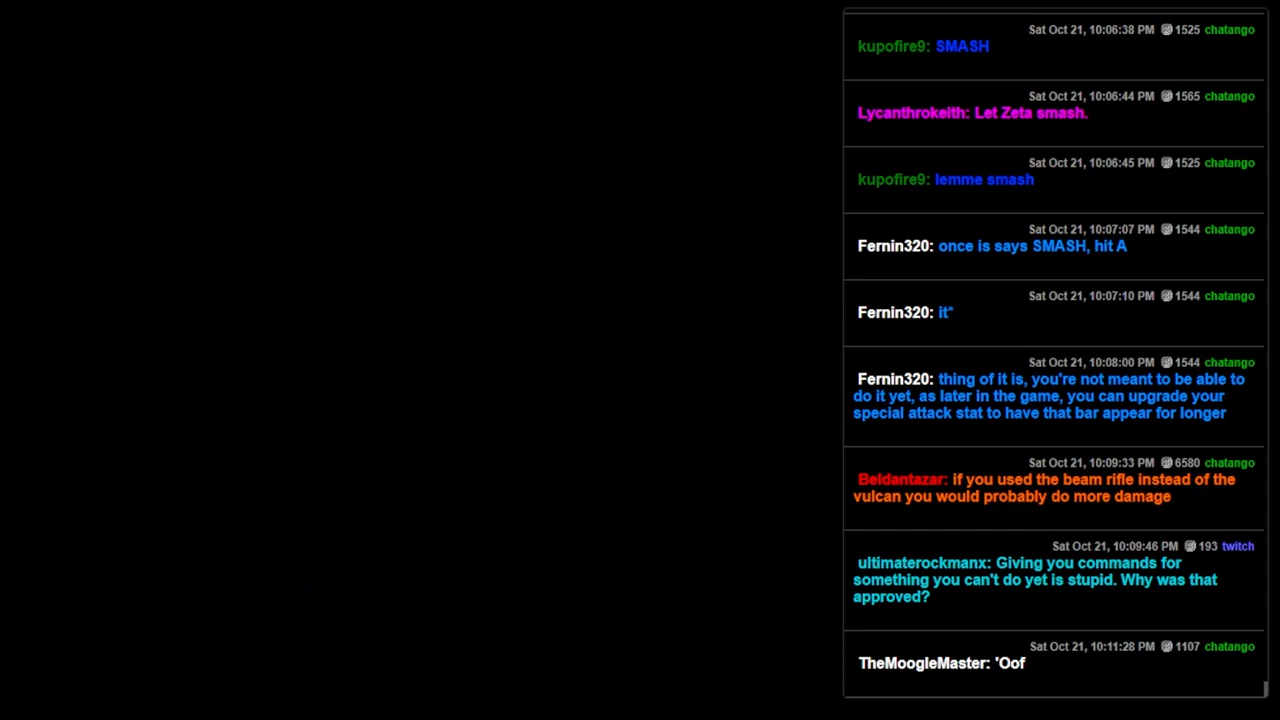 Sat Oct 21, 10:06:38 PM 1525 chatango
kupofire9: SMASH
Sat Oct 21, 10:06:44 PM 1565 chatango
Lycanthrokeith: Let Zeta smash.
Sat Oct 21, 10:06:45 PM 1525 chatango
kupofire9: lemme smash
Sat Oct 21, 10:07:07 PM 1544 chatango
Fernin320: once is says SMASH, hit A
Sat Oct 21, 10:07:10 PM 1544 chatango
Fernin320: it*
Sat Oct 21, 10:08:00 PM 1544 chatango
Fernin320: thing of it is, you're not meant to be able to
do it yet, as later in the game, you can upgrade your
special attack stat to have that bar appear for longer
Sat Oct 21, 10:09:33 PM 6580 chatango
Beldantazar: if you used the beam rifle instead of the
vulcan you would probably do more damage
Sat Oct 21, 10:09:46 PM 193 twitch
ultimaterockmanx: Giving you commands for
something you can't do yet is stupid. Why was that
approved?
Sat Oct 21, 10:11:28 PM 1107 chatango
TheMoogleMaster: 'Oof